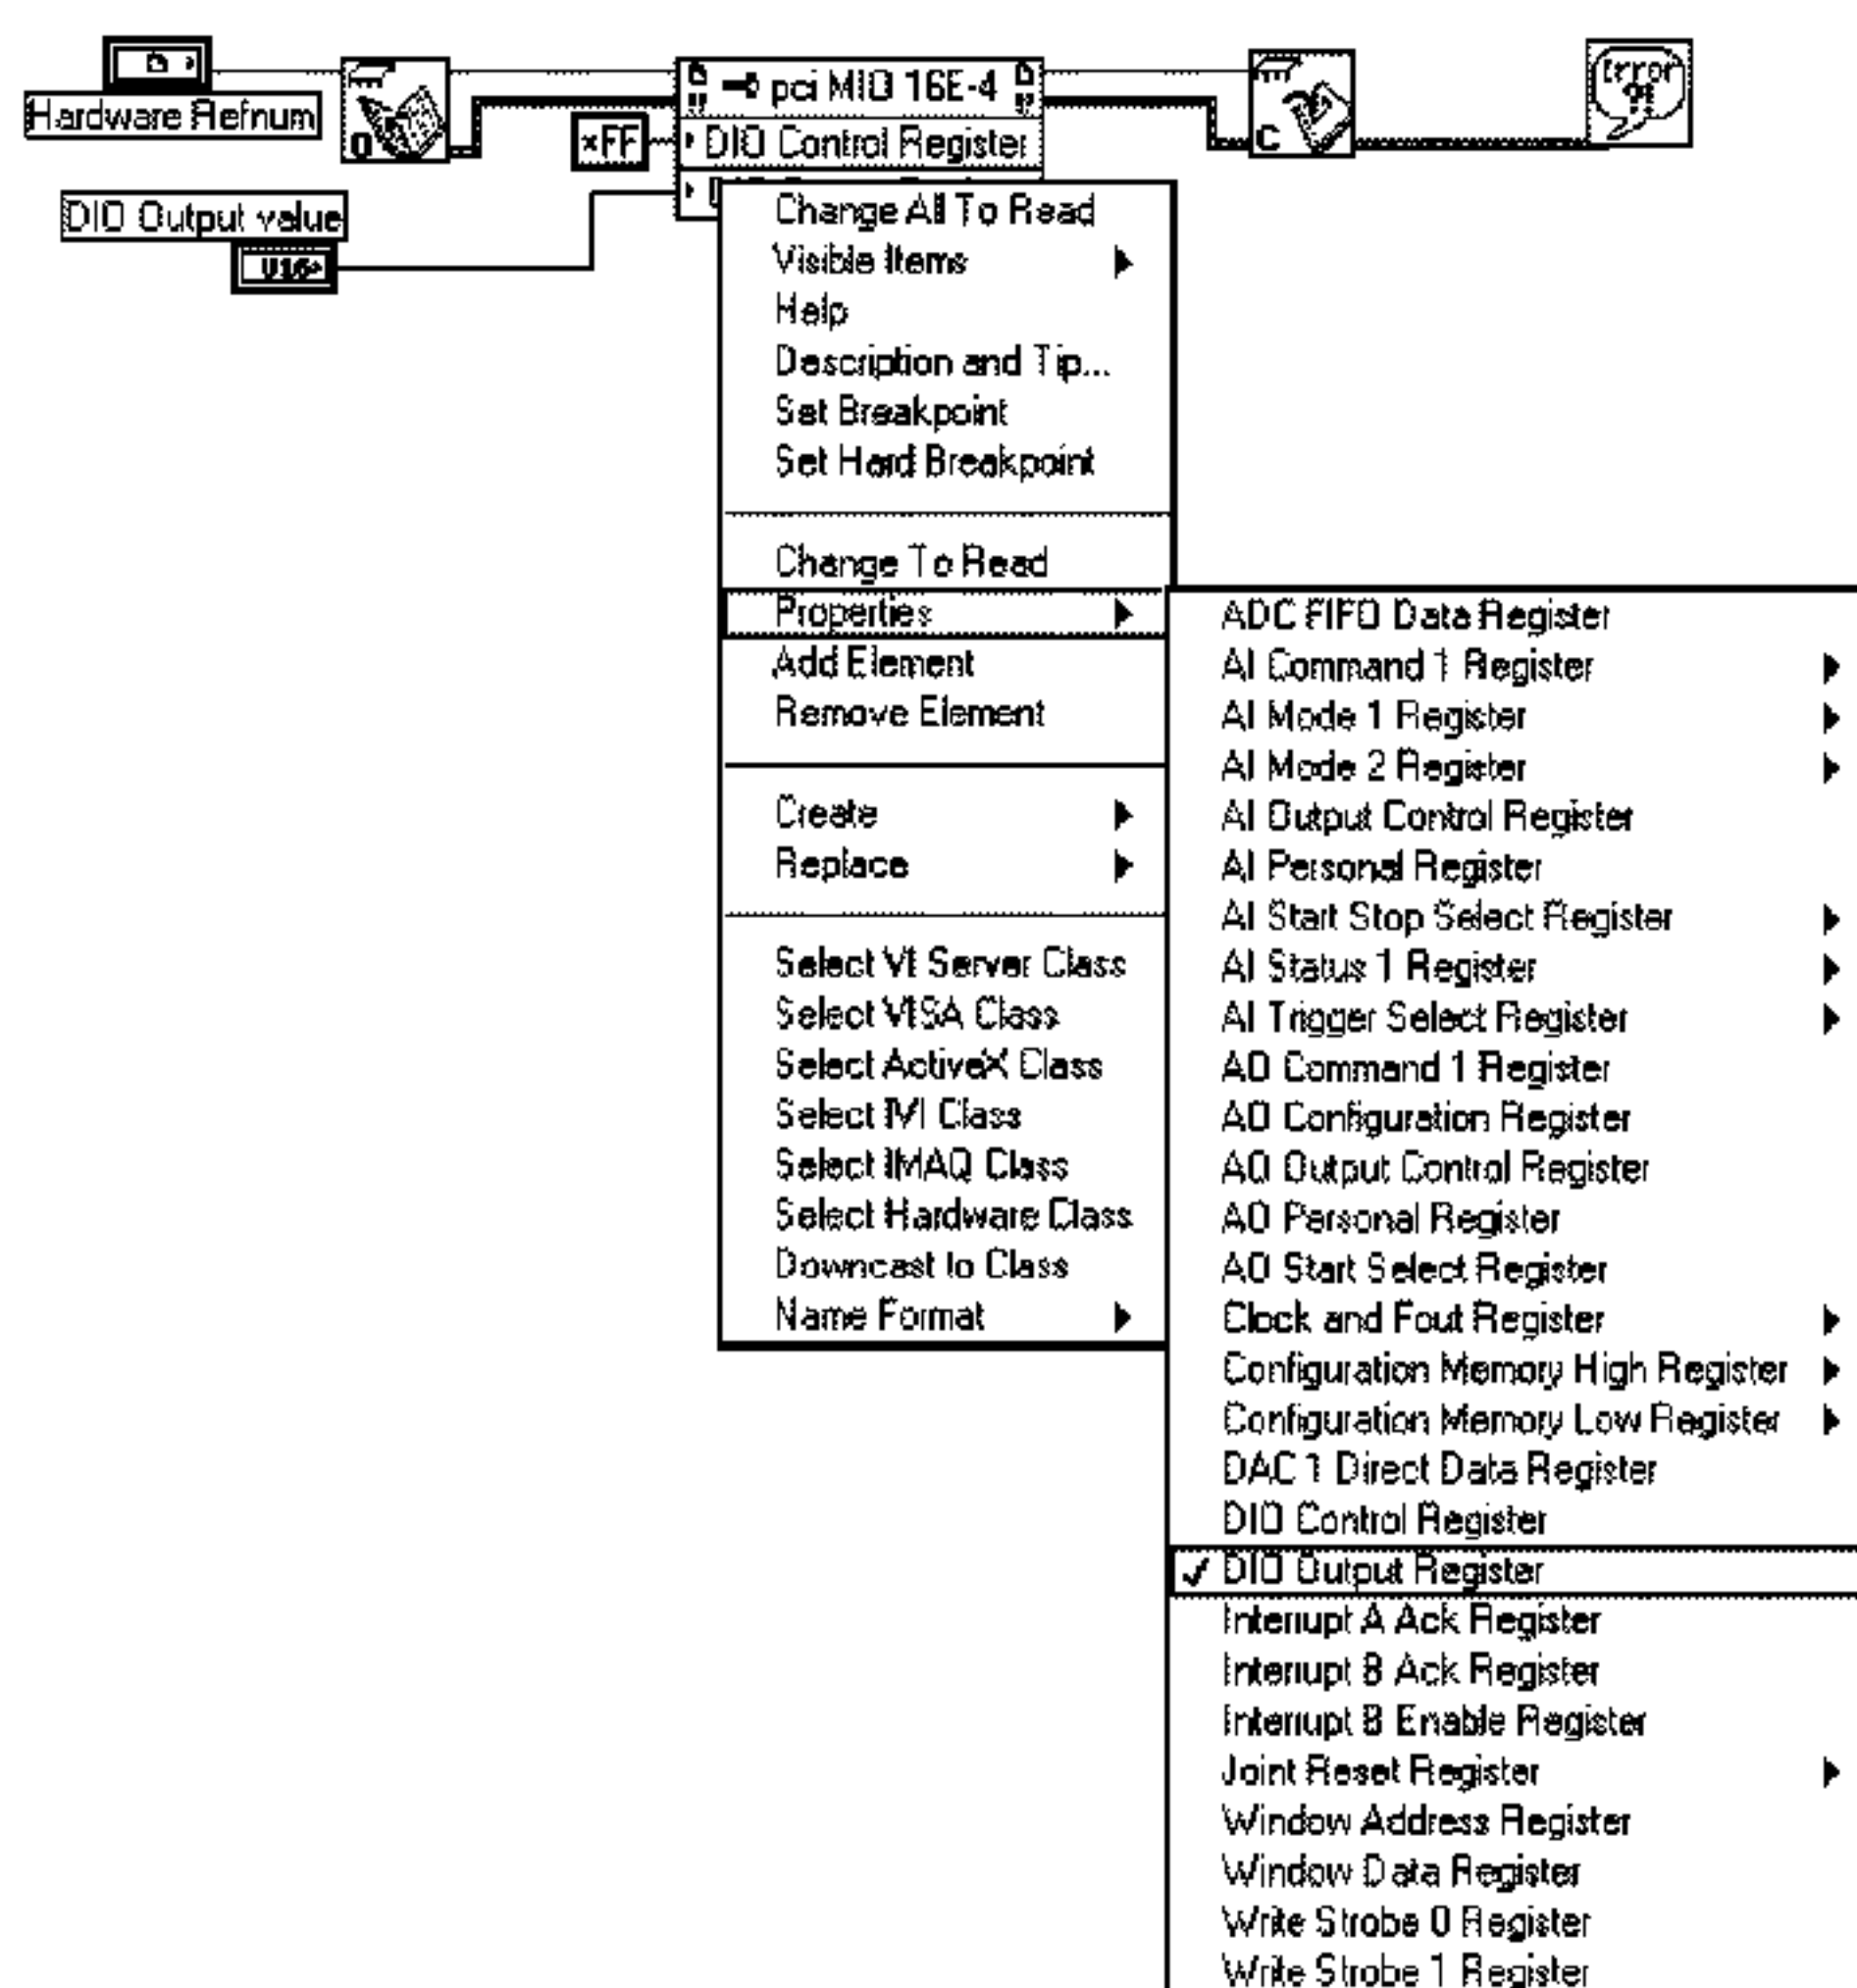 Hardware Refnum
O
pci MIO 16E-4
C
Error
xFF
DIO Control Register
DIO Output value
U16
Change All To Read
Visible Items
Help
Description and Tip...
Set Breakpoint
Set Hard Breakpoint
Change To Read
Properties
Add Element
Remove Element
Create
Replace
Select VI Server Class
Select VISA Class
Select ActiveX Class
Select IVI Class
Select IMAQ Class
Select Hardware Class
Downcast to Class
Name Format
ADC FIFO Data Register
AI Command 1 Register
AI Mode 1 Register
AI Mode 2 Register
AI Output Control Register
AI Personal Register
AI Start Stop Select Register
AI Status 1 Register
AI Trigger Select Register
AO Command 1 Register
AO Configuration Register
AO Output Control Register
AO Personal Register
AO Start Select Register
Clock and Fout Register
Configuration Memory High Register
Configuration Memory Low Register
DAC 1 Direct Data Register
DIO Control Register
✓ DIO Output Register
Interrupt A Ack Register
Interrupt B Ack Register
Interrupt B Enable Register
Joint Reset Register
Window Address Register
Window Data Register
Write Strobe 0 Register
Write Strobe 1 Register